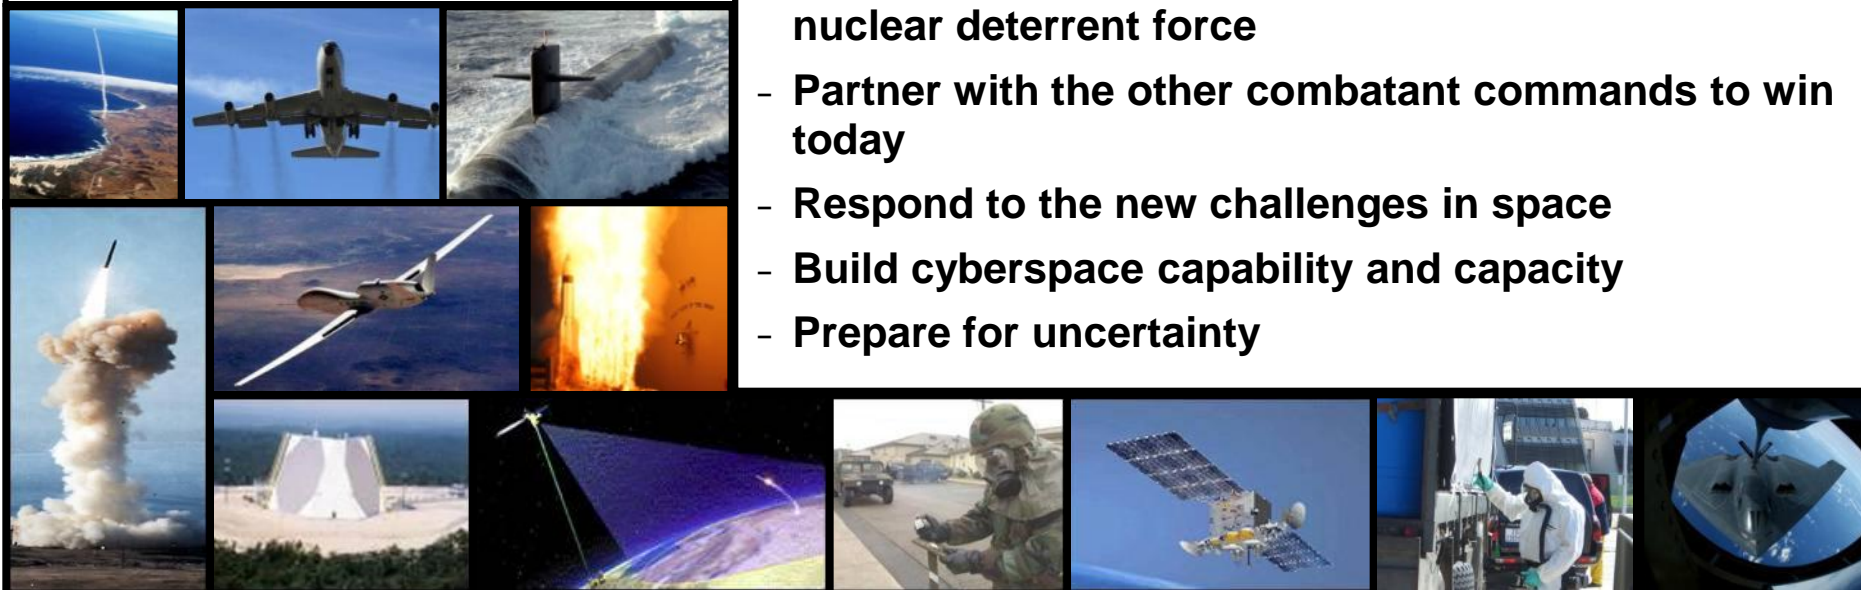 nuclear deterrent force
- Partner with the other combatant commands to win
today
- Respond to the new challenges in space
- Build cyberspace capability and capacity
- Prepare for uncertainty